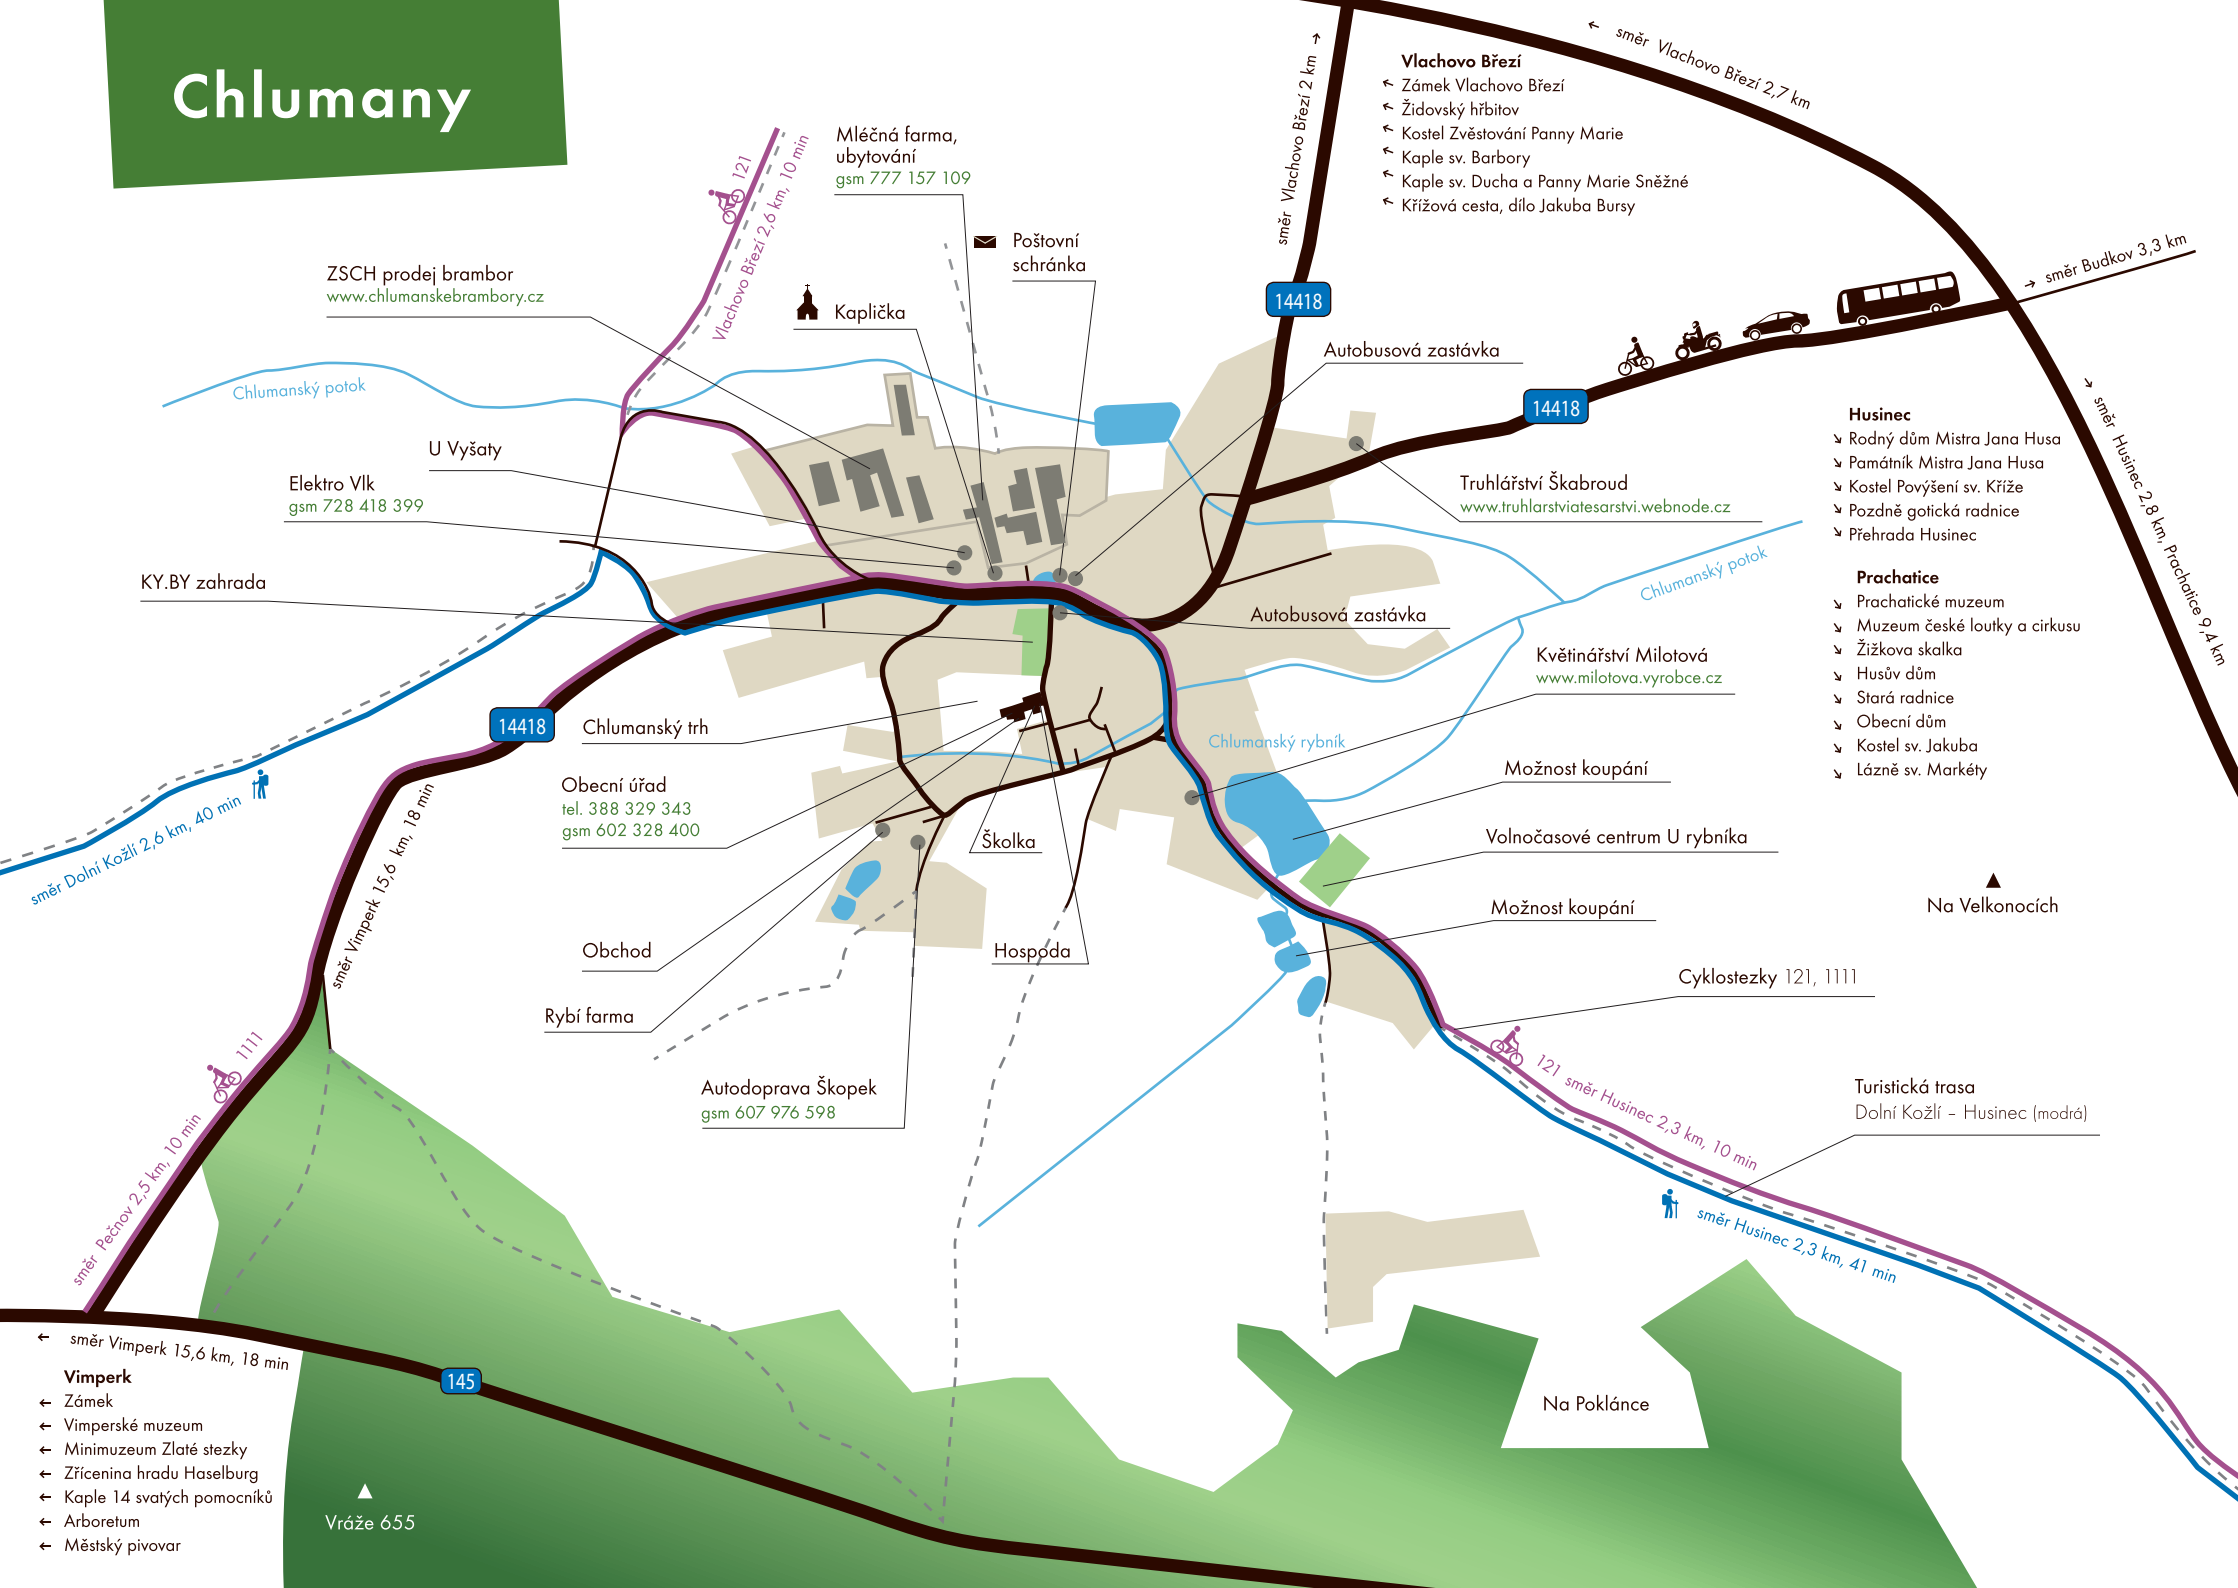 Chlumany
směr Vlachovo Březí 2,7 km
směr Vlachovo Březí 2 km
Vlachovo Březí
Zámek Vlachovo Březí
Židovský hřbitov
Kostel Zvěstování Panny Marie
Kaple sv. Barbory
Kaple sv. Ducha a Panny Marie Sněžné
Křížová cesta, dílo Jakuba Bursy
121
Vlachovo Březí 2,6 km, 10 min
Mléčná farma,
ubytování
gsm 777 157 109
Poštovní
schránka
ZSCH prodej brambor
www.chlumanskebrambory.cz
Kaplička
14418
směr Budkov 3,3 km
Autobusová zastávka
Chlumanský potok
14418
U Vyšaty
Elektro Vlk
gsm 728 418 399
Truhlářství Škabroud
www.truhlarstviatesarstvi.webnode.cz
směr Husinec 2,8 km, Prachatice 9,4 km
Husinec
Rodný dům Mistra Jana Husa
Památník Mistra Jana Husa
Kostel Povýšení sv. Kříže
Pozdně gotická radnice
Přehrada Husinec
Prachatice
Prachatické muzeum
Muzeum české loutky a cirkusu
Žižkova skalka
Husův dům
Stará radnice
Obecní dům
Kostel sv. Jakuba
Lázně sv. Markéty
KY.BY zahrada
Chlumanský potok
Autobusová zastávka
Květinářství Milotová
www.milotova.vyrobce.cz
14418
Chlumanský trh
Chlumanský rybník
Možnost koupání
Obecní úřad
tel. 388 329 343
gsm 602 328 400
směr Dolní Kožlí 2,6 km, 40 min
směr Vimperk 15,6 km, 18 min
Školka
Volnočasové centrum U rybníka
Možnost koupání
Na Velkonocích
Obchod
Hospoda
Cyklostezky 121, 1111
Rybí farma
1111
směr Pečnov 2,5 km, 10 min
Autodoprava Škopek
gsm 607 976 598
121 směr Husinec 2,3 km, 10 min
Turistická trasa
Dolní Kožlí – Husinec (modrá)
směr Husinec 2,3 km, 41 min
směr Vimperk 15,6 km, 18 min
145
Vimperk
Zámek
Vimperské muzeum
Minimuzeum Zlaté stezky
Zřícenina hradu Haselburg
Kaple 14 svatých pomocníků
Arboretum
Městský pivovar
Na Poklánce
Vráže 655